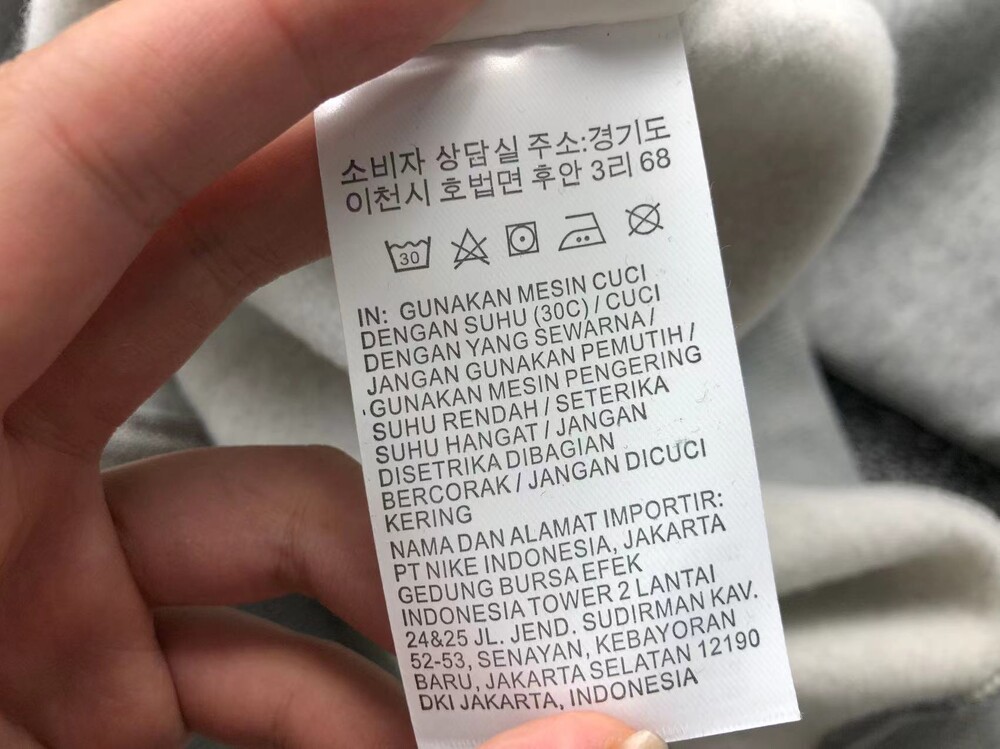 소비자 상담실 주소:경기도
이천시 호법면 후안 3리 68
30
IN: GUNAKAN MESIN CUCI
DENGAN SUHU (30C) / CUCI
DENGAN YANG SEWARNA /
JANGAN GUNAKAN PEMUTIH /
GUNAKAN MESIN PENGERING
SUHU RENDAH / SETERIKA
SUHU HANGAT / JANGAN
DISETRIKA DIBAGIAN
BERCORAK / JANGAN DICUCI
KERING
NAMA DAN ALAMAT IMPORTIR:
PT NIKE INDONESIA, JAKARTA
GEDUNG BURSA EFEK
INDONESIA TOWER 2 LANTAI
24&25 JL. JEND. SUDIRMAN KAV.
52-53, SENAYAN, KEBAYORAN
BARU, JAKARTA SELATAN 12190
DKI JAKARTA, INDONESIA